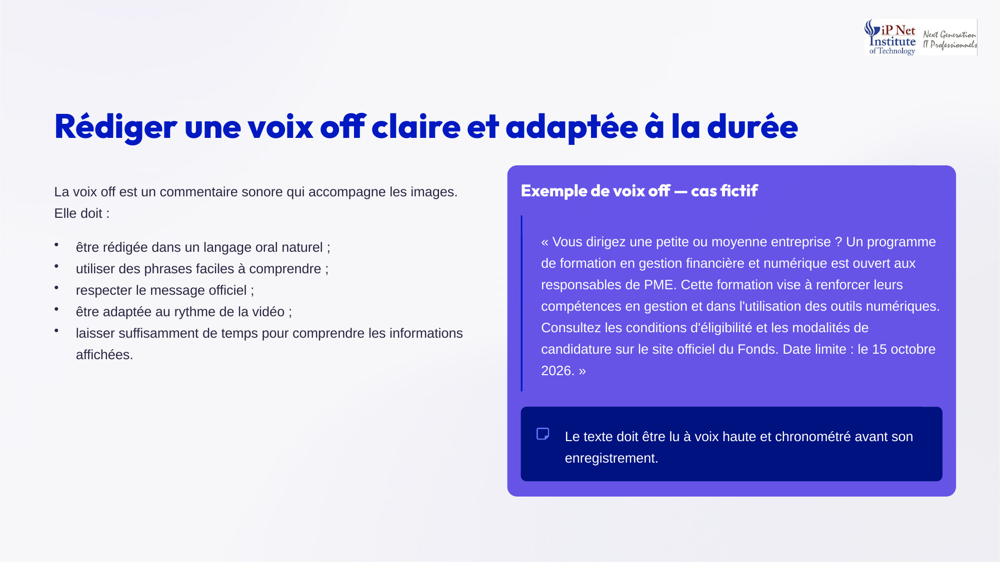 iP Net
Institute
of Technology
Next Generation
IT Professionnels
Rédiger une voix off claire et adaptée à la durée
La voix off est un commentaire sonore qui accompagne les images.
Elle doit :
• être rédigée dans un langage oral naturel ;
• utiliser des phrases faciles à comprendre ;
• respecter le message officiel ;
• être adaptée au rythme de la vidéo ;
• laisser suffisamment de temps pour comprendre les informations
affichées.
Exemple de voix off — cas fictif
« Vous dirigez une petite ou moyenne entreprise ? Un programme
de formation en gestion financière et numérique est ouvert aux
responsables de PME. Cette formation vise à renforcer leurs
compétences en gestion et dans l'utilisation des outils numériques.
Consultez les conditions d'éligibilité et les modalités de
candidature sur le site officiel du Fonds. Date limite : le 15 octobre
2026. »
Le texte doit être lu à voix haute et chronométré avant son
enregistrement.